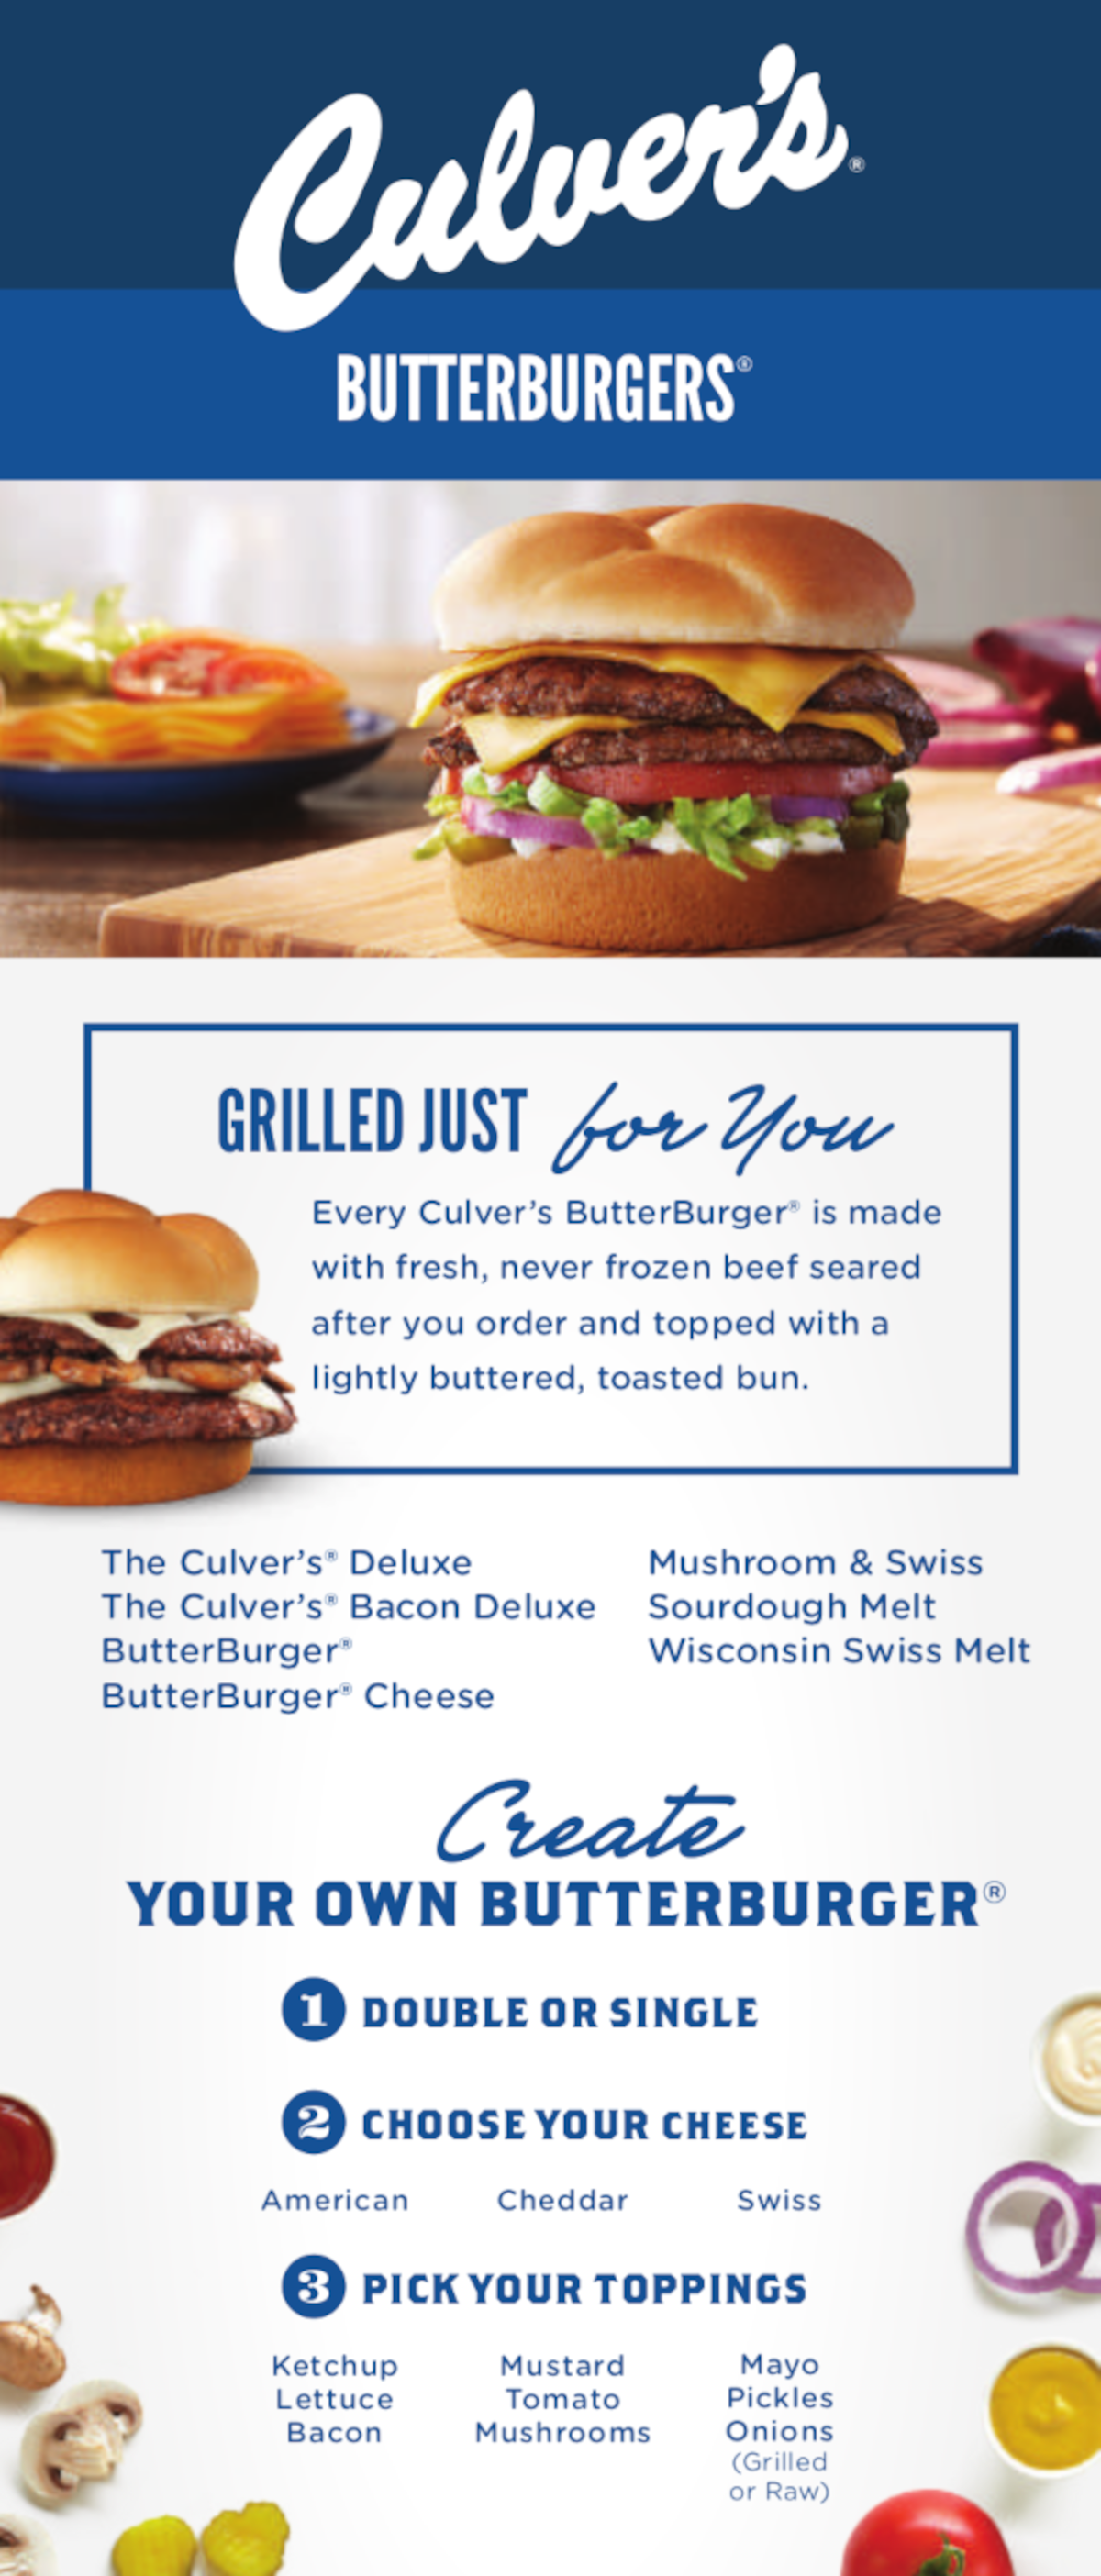 Culver's®
BUTTERBURGERS®
GRILLED JUST for You
Every Culver's ButterBurger® is made
with fresh, never frozen beef seared
after you order and topped with a
lightly buttered, toasted bun.
The Culver's® Deluxe
The Culver's® Bacon Deluxe
ButterBurger®
ButterBurger® Cheese
Mushroom & Swiss
Sourdough Melt
Wisconsin Swiss Melt
Create
YOUR OWN BUTTERBURGER®
1 DOUBLE OR SINGLE
2 CHOOSE YOUR CHEESE
American Cheddar Swiss
3 PICK YOUR TOPPINGS
Ketchup Mustard Mayo
Lettuce Tomato Pickles
Bacon Mushrooms Onions
(Grilled
or Raw)